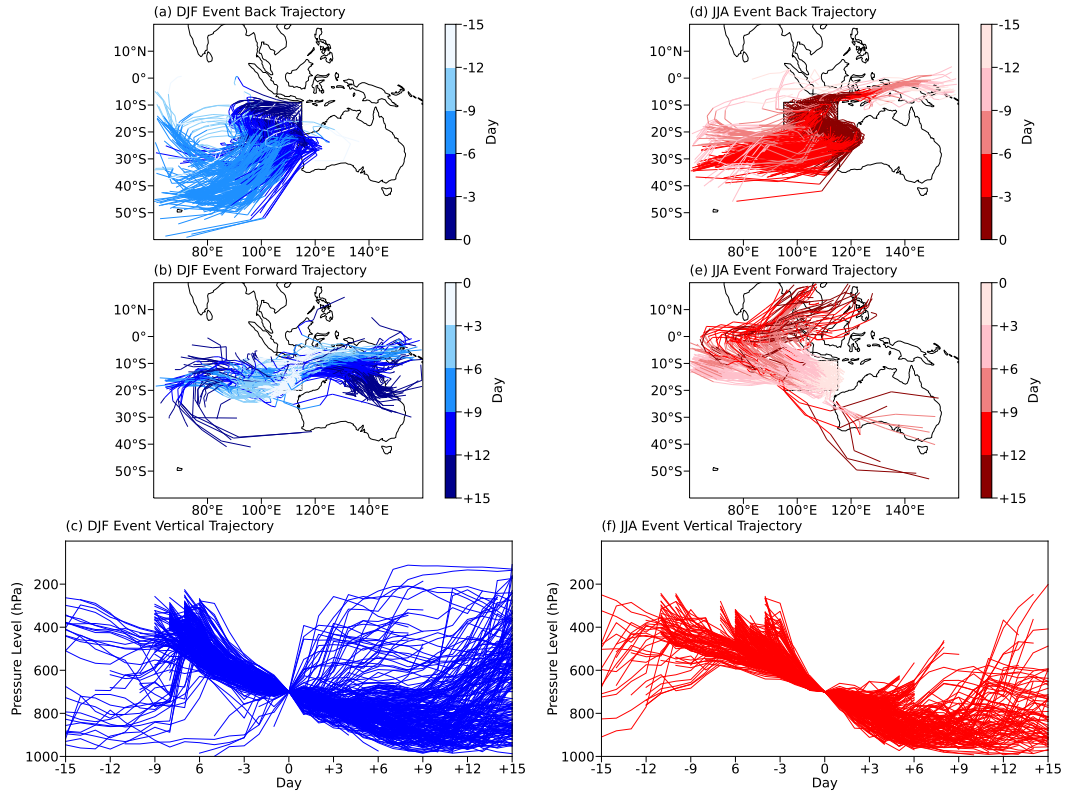 (a) DJF Event Back Trajectory
10°N
0°
10°S
20°S
30°S
40°S
50°S
80°E 100°E 120°E 140°E
-15
-12
-9
-6
-3
0
Day
(d) JJA Event Back Trajectory
10°N
0°
10°S
20°S
30°S
40°S
50°S
80°E 100°E 120°E 140°E
-15
-12
-9
-6
-3
0
Day
(b) DJF Event Forward Trajectory
10°N
0°
10°S
20°S
30°S
40°S
50°S
80°E 100°E 120°E 140°E
0
+3
+6
+9
+12
+15
Day
(e) JJA Event Forward Trajectory
10°N
0°
10°S
20°S
30°S
40°S
50°S
80°E 100°E 120°E 140°E
0
+3
+6
+9
+12
+15
Day
(c) DJF Event Vertical Trajectory
Pressure Level (hPa)
200
400
600
800
1000
-15 -12 -9 6 -3 0 +3 +6 +9 +12 +15
Day
(f) JJA Event Vertical Trajectory
Pressure Level (hPa)
200
400
600
800
1000
-15 -12 -9 6 -3 0 +3 +6 +9 +12 +15
Day